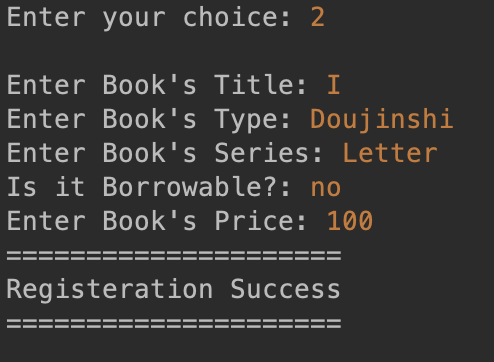 Enter your choice: 2
Enter Book's Title: I
Enter Book's Type: Doujinshi
Enter Book's Series: Letter
Is it Borrowable?: no
Enter Book's Price: 100
=====================
Registeration Success
=====================